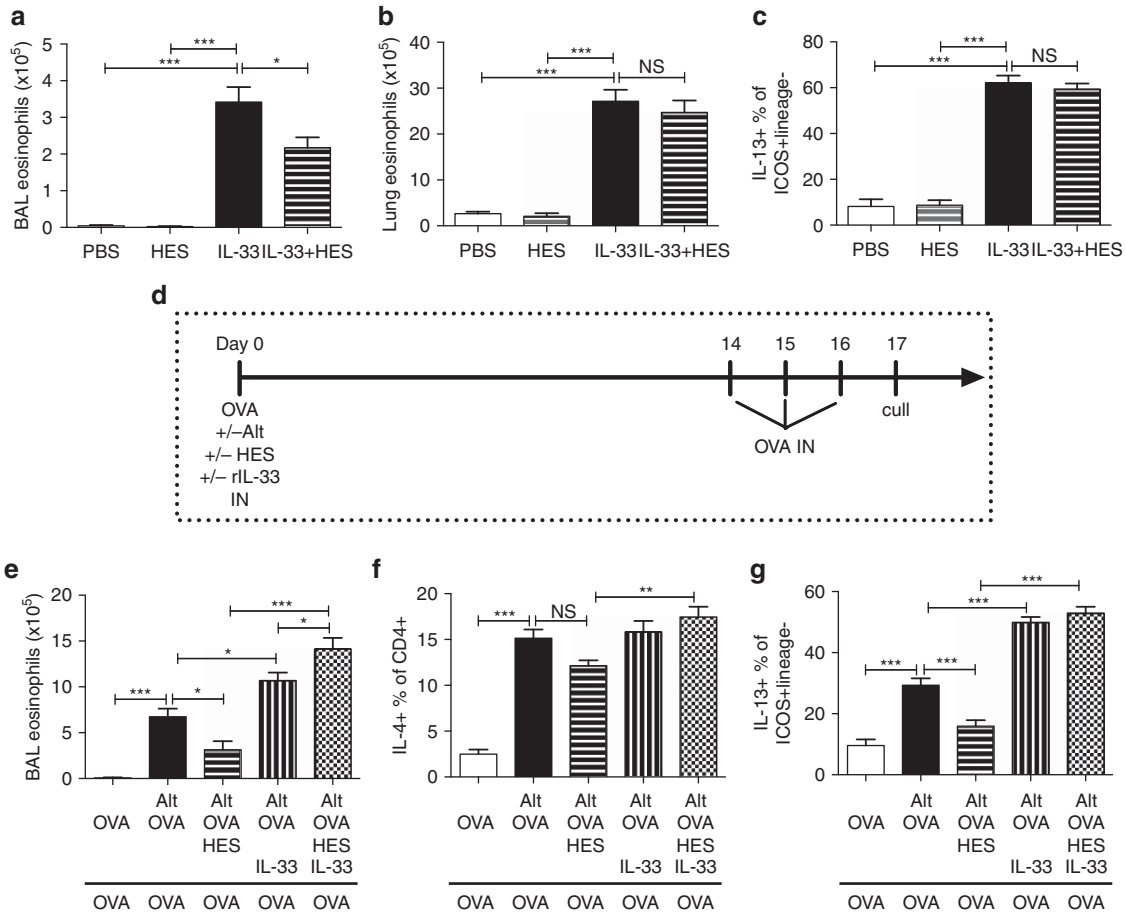 a
BAL eosinophils (x10⁵)
5
4
3
2
1
0
***
***
*
PBS HES IL-33 IL-33+HES
b
Lung eosinophils (x10⁵)
40
30
20
10
0
***
***
NS
PBS HES IL-33 IL-33+HES
c
IL-13+ % of
ICOS+lineage-
80
60
40
20
0
***
***
NS
PBS HES IL-33 IL-33+HES
d
Day 0 14 15 16 17
OVA
+/–Alt
+/– HES
+/– rIL-33
IN
OVA IN
cull
e
BAL eosinophils (x10⁵)
20
15
10
5
0
***
*
*
*
***
Alt Alt Alt Alt
OVA OVA OVA OVA OVA
HES HES
IL-33 IL-33
OVA OVA OVA OVA OVA
f
IL-4+ % of CD4+
20
15
10
5
0
***
NS
**
Alt Alt Alt Alt
OVA OVA OVA OVA OVA
HES HES
IL-33 IL-33
OVA OVA OVA OVA OVA
g
IL-13+ % of
ICOS+lineage-
60
40
20
0
***
***
***
***
Alt Alt Alt Alt
OVA OVA OVA OVA OVA
HES HES
IL-33 IL-33
OVA OVA OVA OVA OVA